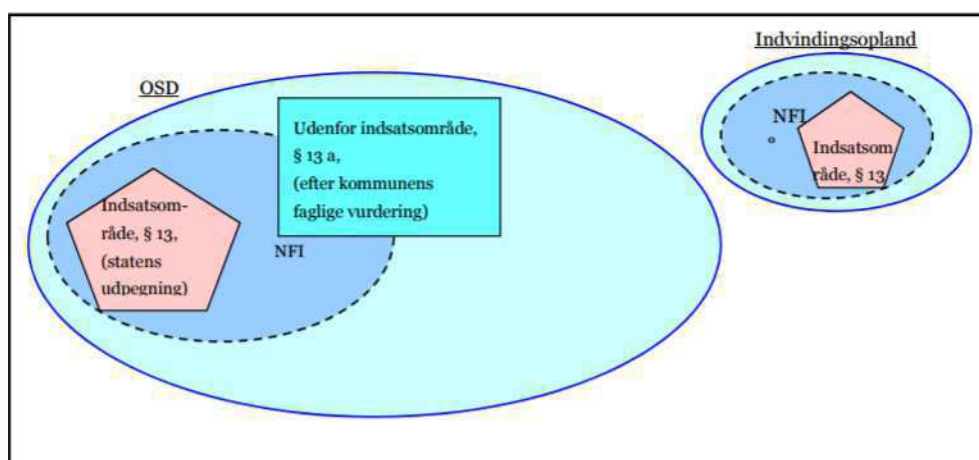 OSD
Udenfor indsatsområde,
§ 13 a,
(efter kommunens
faglige vurdering)
Indsatsom-
råde, § 13,
(statens
udpegning)
NFI
Indvindingsopland
NFI
Indsatsom
råde, § 13